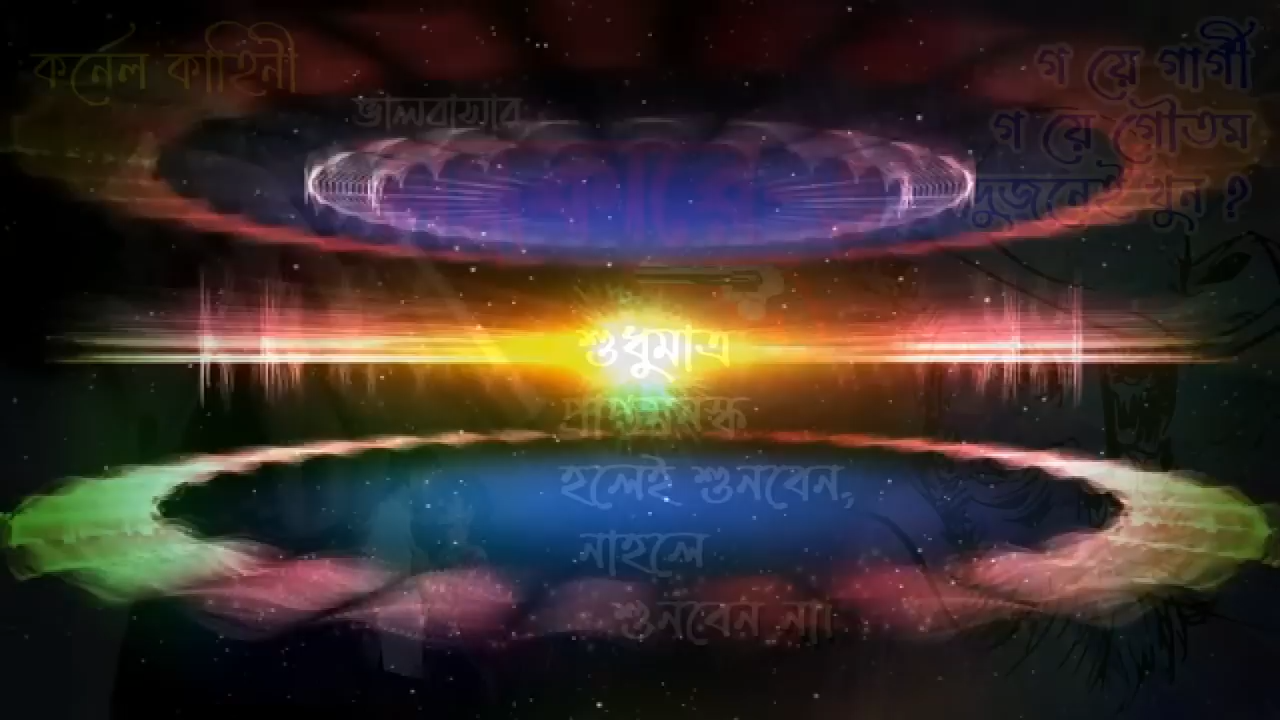 কর্নেল কাহিনী
গ য়ে গার্গী
গ য়ে গৌতম
দুজনেই খুন ?
ভালবাসার
শুধুমাত্র
প্রাপ্তবয়স্ক
হলেই শুনবেন,
নাহলে
শুনবেন না।